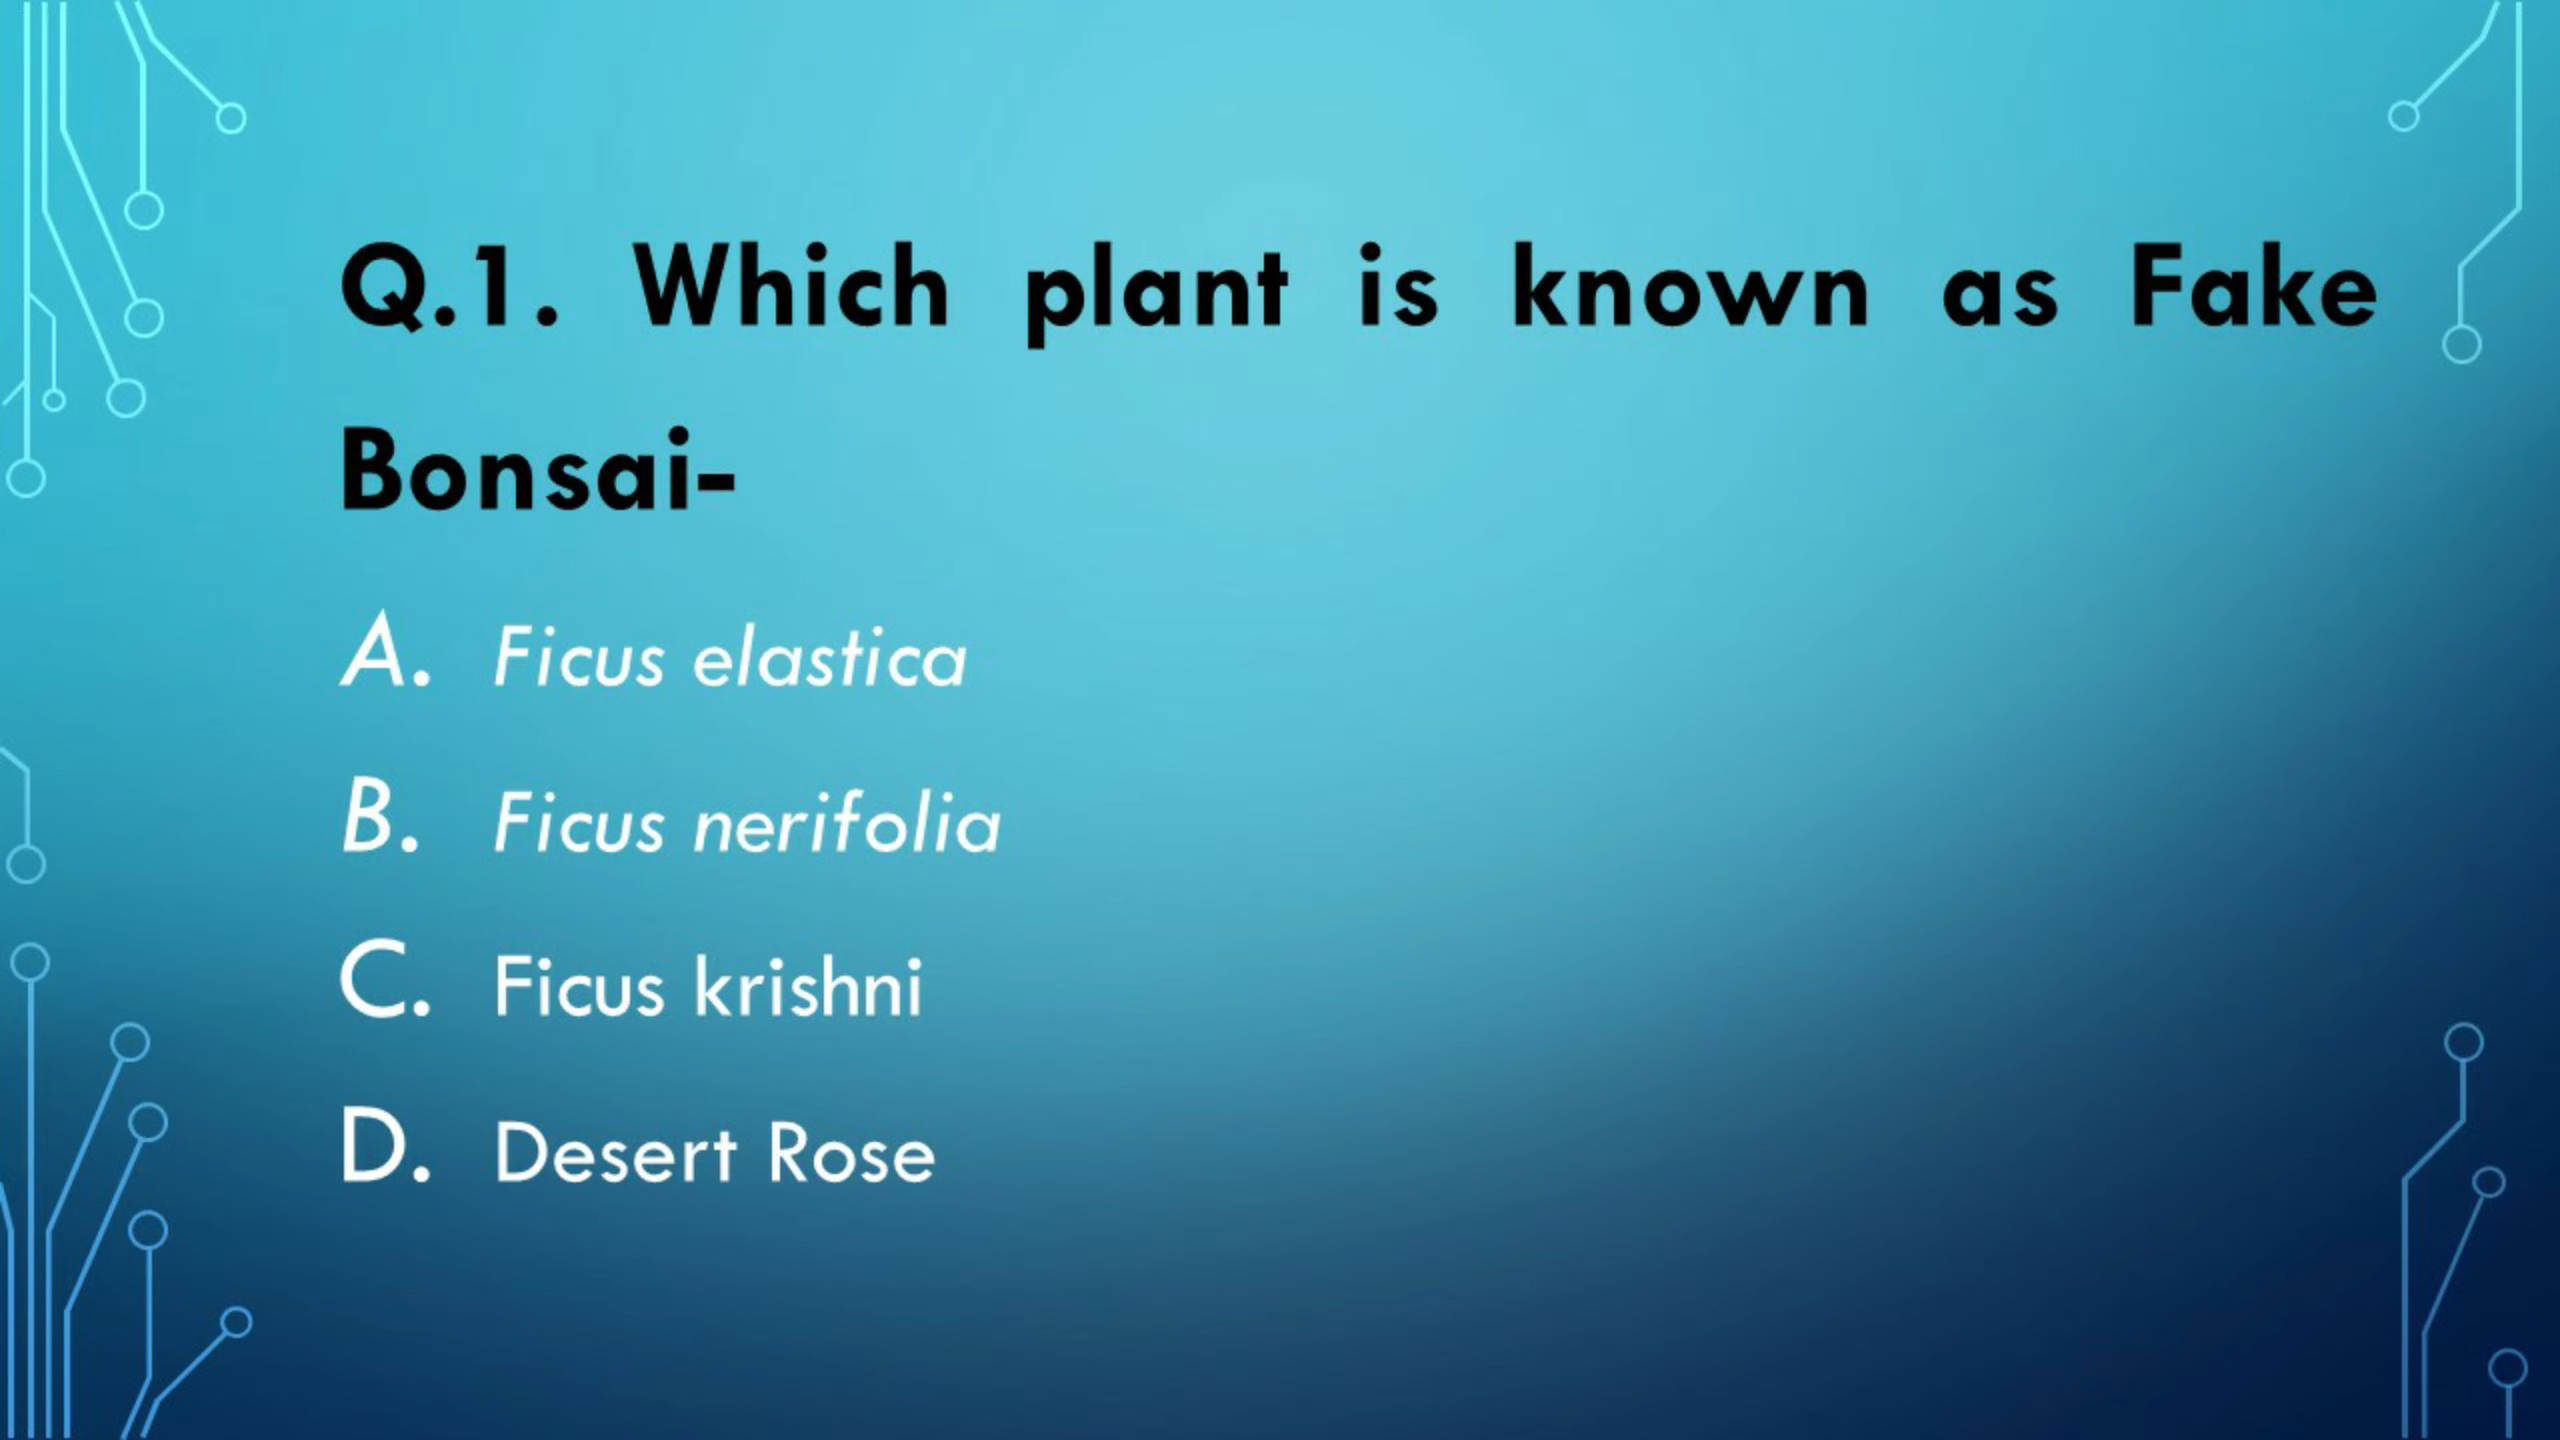 Q.1. Which plant is known as Fake
Bonsai-
A. Ficus elastica
B. Ficus nerifolia
C. Ficus krishni
D. Desert Rose